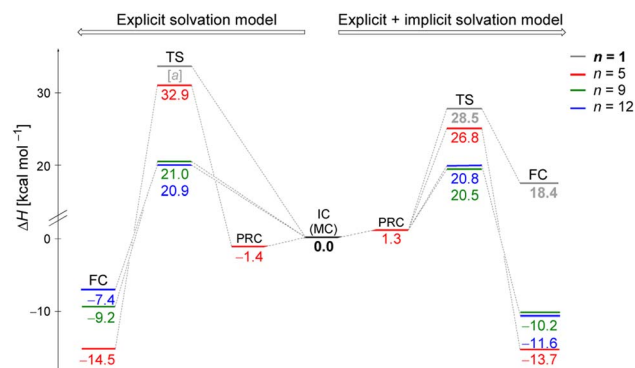 Explicit solvation model
Explicit + implicit solvation model
n = 1
n = 5
n = 9
n = 12
ΔH [kcal mol −1]
30
20
0
−10
TS
[a]
32.9
21.0
20.9
PRC
−1.4
FC
−7.4
−9.2
−14.5
IC
(MC)
0.0
PRC
1.3
TS
28.5
26.8
20.8
20.5
FC
18.4
−10.2
−11.6
−13.7